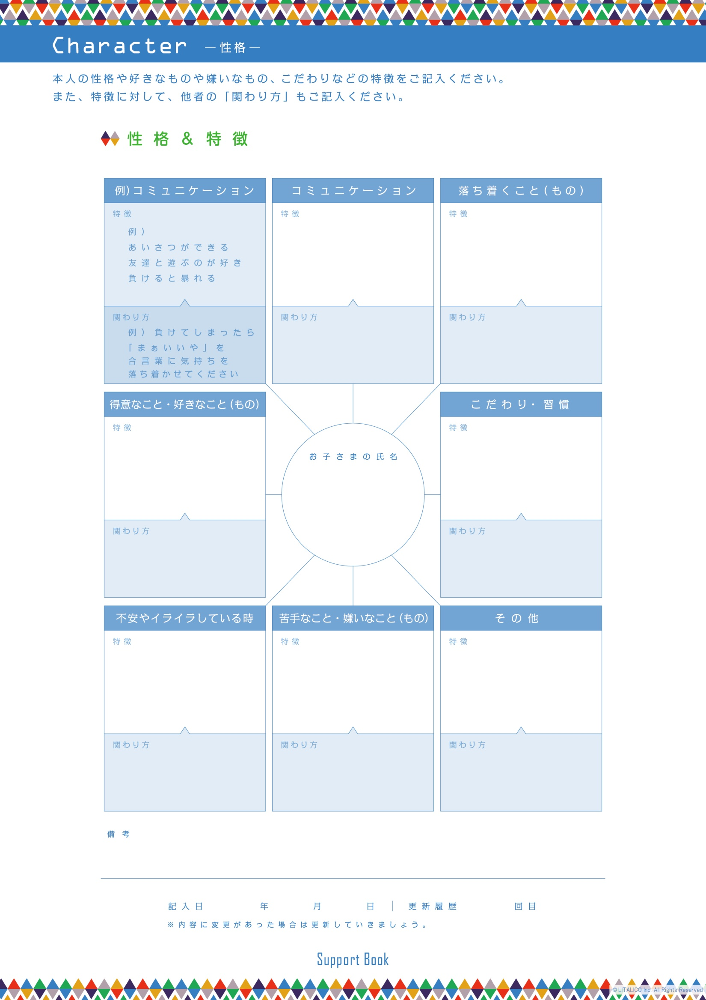 Character ―性格―
本人の性格や好きなものや嫌いなもの、こだわりなどの特徴をご記入ください。
また、特徴に対して、他者の「関わり方」もご記入ください。
性格&特徴
例)コミュニケーション
特徴
例)
あいさつができる
友達と遊ぶのが好き
負けると暴れる
関わり方
例)負けてしまったら
「まぁいいや」を
合言葉に気持ちを
落ち着かせてください
コミュニケーション
特徴
関わり方
落ち着くこと(もの)
特徴
関わり方
得意なこと・好きなこと(もの)
特徴
関わり方
お子さまの氏名
こだわり・習慣
特徴
関わり方
不安やイライラしている時
特徴
関わり方
苦手なこと・嫌いなこと(もの)
特徴
関わり方
その他
特徴
関わり方
備考
記入日 年 月 日 更新履歴 回目
※内容に変更があった場合は更新していきましょう。
Support Book
©LITALICO Inc. All Rights Reserved